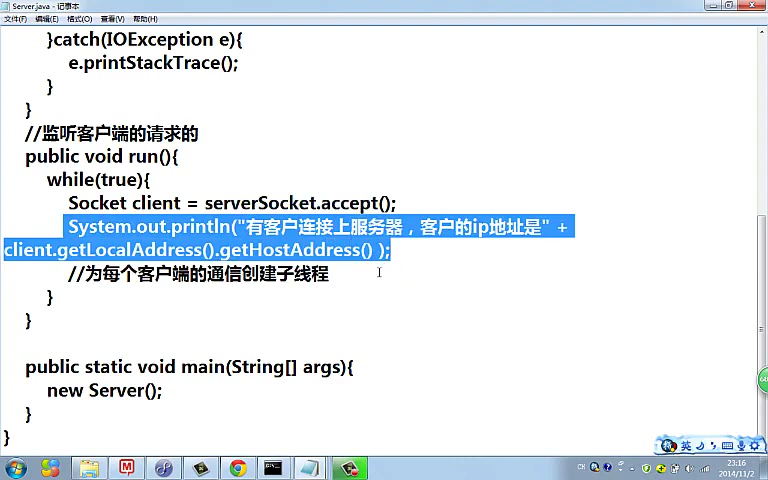 Server.java - 记事本
文件(F) 编辑(E) 格式(O) 查看(V) 帮助(H)
}catch(IOException e){
e.printStackTrace();
}
}
//监听客户端的请求的
public void run(){
while(true){
Socket client = serverSocket.accept();
System.out.println("有客户连接上服务器，客户的ip地址是" +
client.getLocalAddress().getHostAddress() );
//为每个客户端的通信创建子线程
}
}
public static void main(String[] args){
new Server();
}
}
英
CH
23:16
2014/11/2